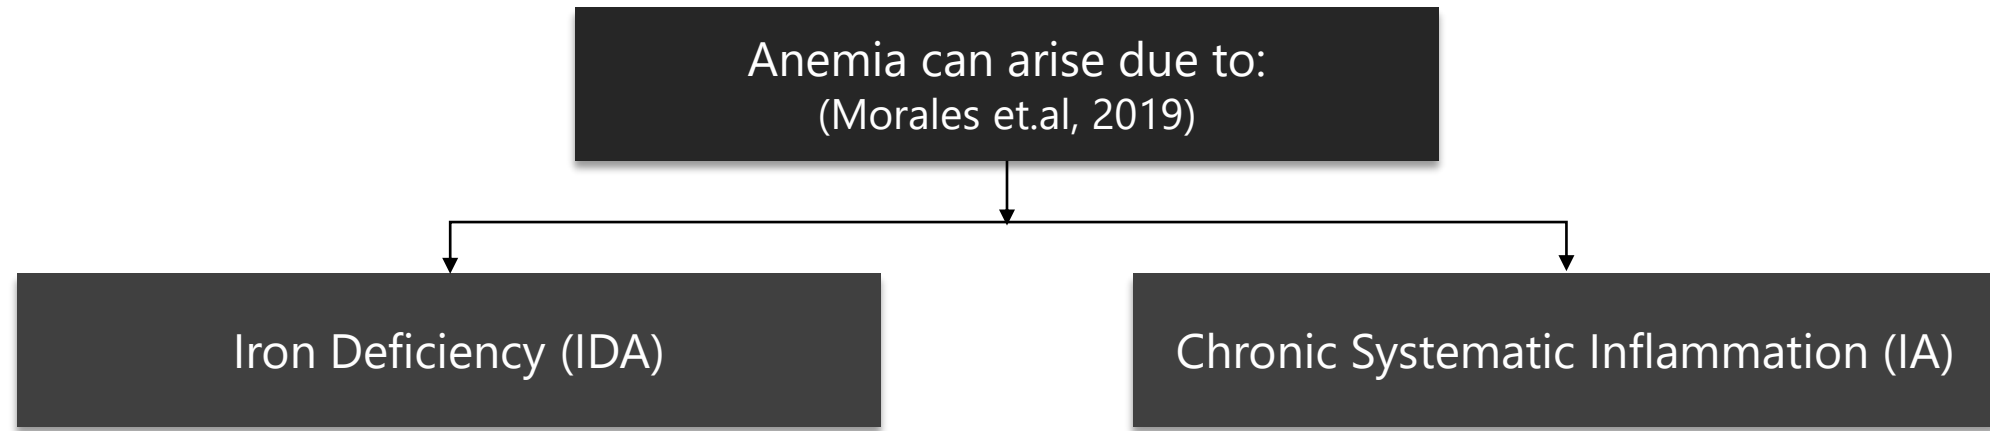 Anemia can arise due to:
(Morales et.al, 2019)
Iron Deficiency (IDA)
Chronic Systematic Inflammation (IA)